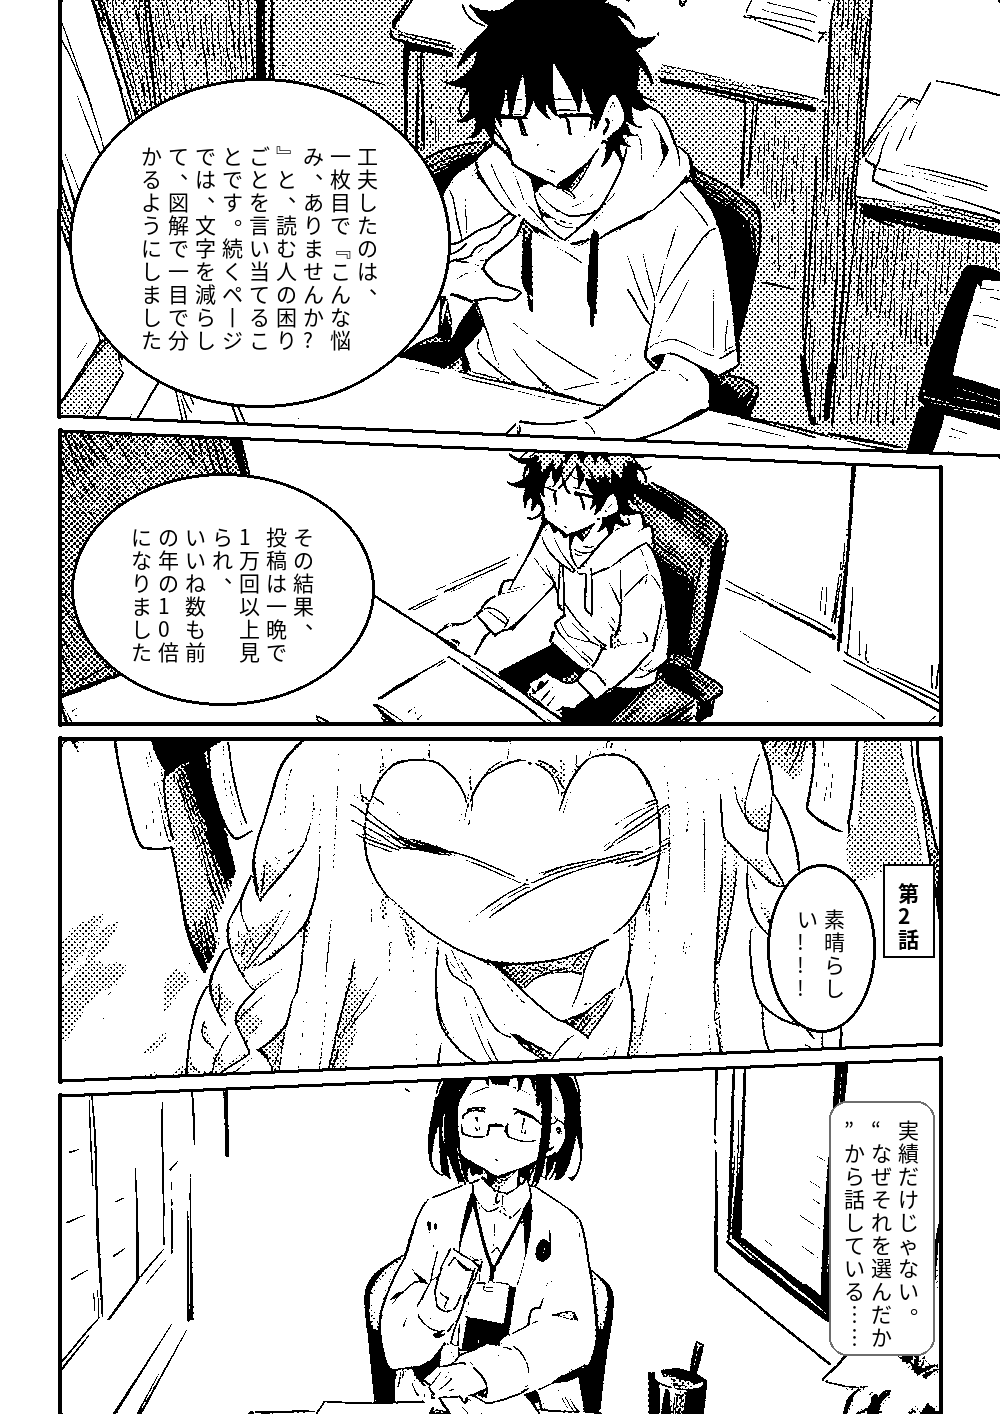 工夫したのは、
一枚目で『こんな悩
み、ありませんか?
』と、読む人の困り
ごとを言い当てるこ
とです。続くページ
では、文字を減らし
て、図解で一目で分
かるようにしました
その結果、
投稿は一晩で
1万回以上見
られ、
いいね数も前
の年の10倍
になりました
第2話
素晴らし
い!!!
実績だけじゃない。
“なぜそれを選んだか
”から話している……